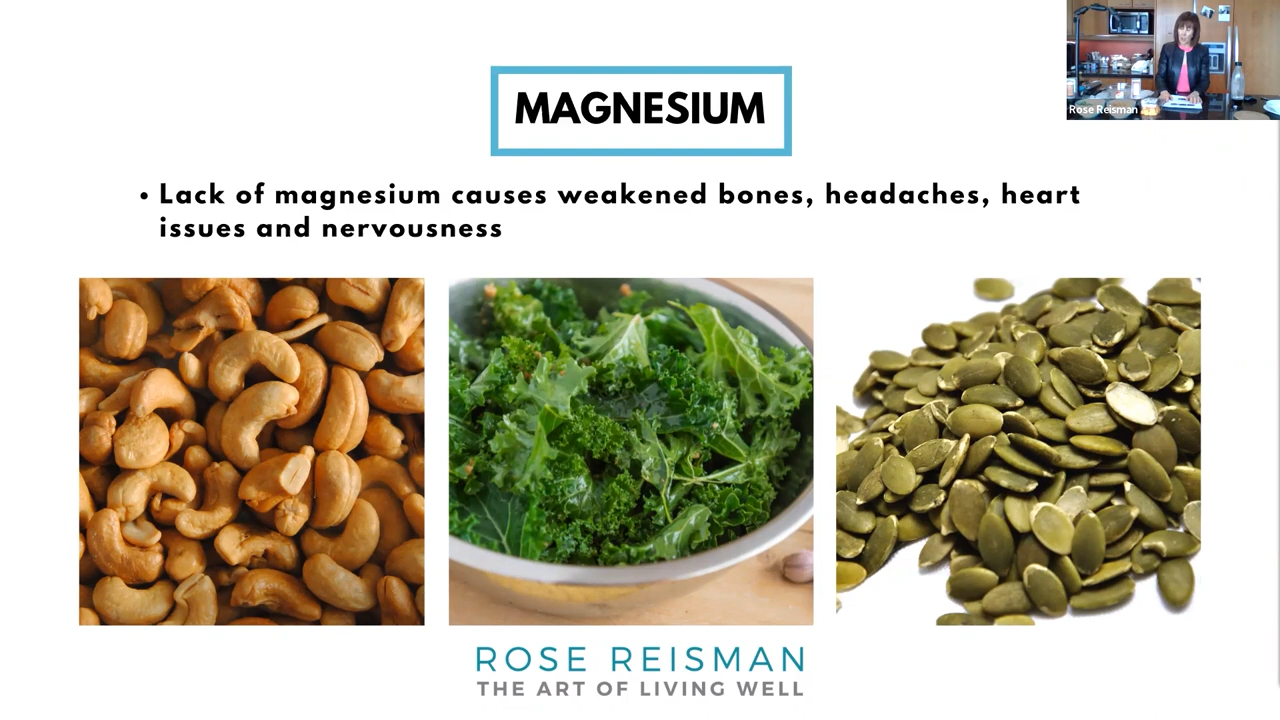 Rose Reisman
MAGNESIUM
• Lack of magnesium causes weakened bones, headaches, heart
issues and nervousness
ROSE REISMAN
THE ART OF LIVING WELL